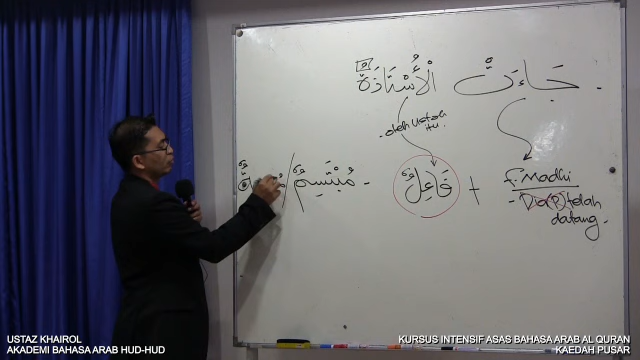 جَاءَتْ الْأُسْتَاذَةُ
- oleh ustazah
itu.
f. Madhi + فَاعِلٌ
- Dia(P) telah
datang -
- مُبْتَسِمٌ /
USTAZ KHAIROL
AKADEMI BAHASA ARAB HUD-HUD
KURSUS INTENSIF ASAS BAHASA ARAB AL QURAN
KAEDAH PUSAR